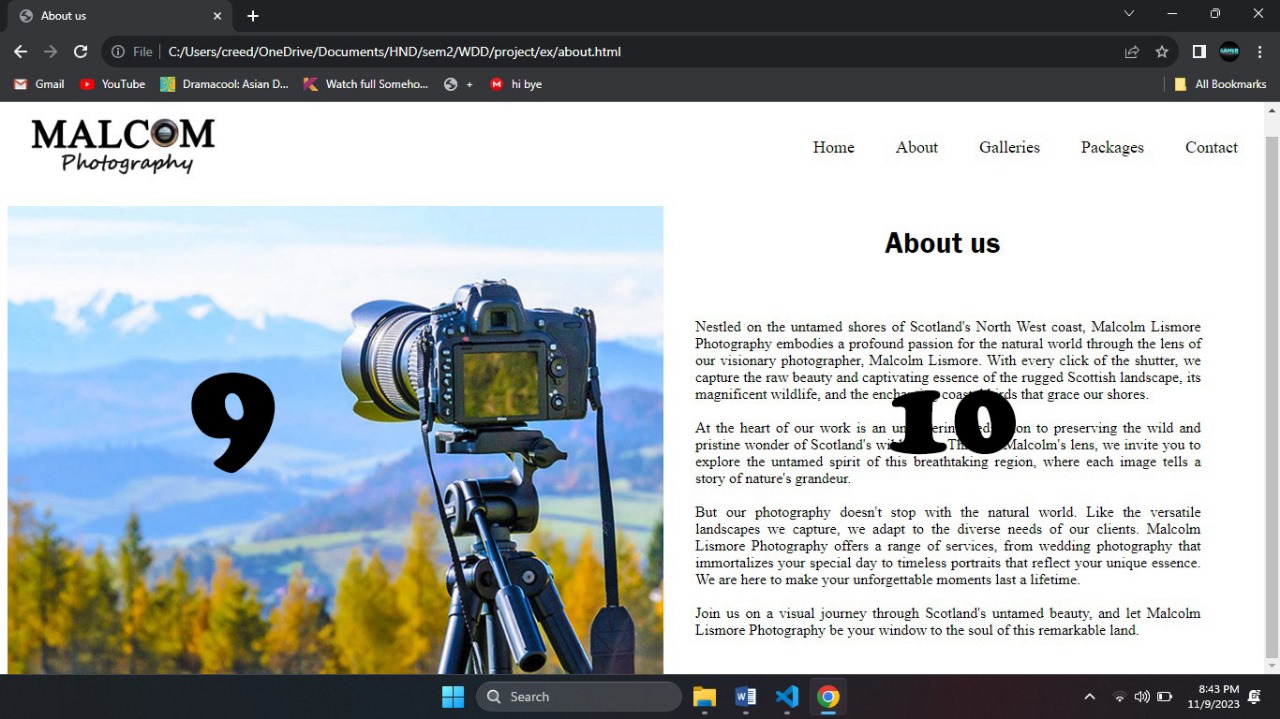 About us
File
C:/Users/creed/OneDrive/Documents/HND/sem2/WDD/project/ex/about.html
Gmail
YouTube
Dramacool: Asian D...
Watch full Someho...
+
hi bye
All Bookmarks
MALCOM
Photography
Home
About
Galleries
Packages
Contact
About us
Nestled on the untamed shores of Scotland's North West coast, Malcolm Lismore
Photography embodies a profound passion for the natural world through the lens of
our visionary photographer, Malcolm Lismore. With every click of the shutter, we
capture the raw beauty and captivating essence of the rugged Scottish landscape, its
magnificent wildlife, and the that grace our shores.
9
10
At the heart of our work is an to preserving the wild and
pristine wonder of Scotland's Malcolm's lens, we invite you to
explore the untamed spirit of this breathtaking region, where each image tells a
story of nature's grandeur.
But our photography doesn't stop with the natural world. Like the versatile
landscapes we capture, we adapt to the diverse needs of our clients. Malcolm
Lismore Photography offers a range of services, from wedding photography that
immortalizes your special day to timeless portraits that reflect your unique essence.
We are here to make your unforgettable moments last a lifetime.
Join us on a visual journey through Scotland's untamed beauty, and let Malcolm
Lismore Photography be your window to the soul of this remarkable land.
Search
8:43 PM
11/9/2023